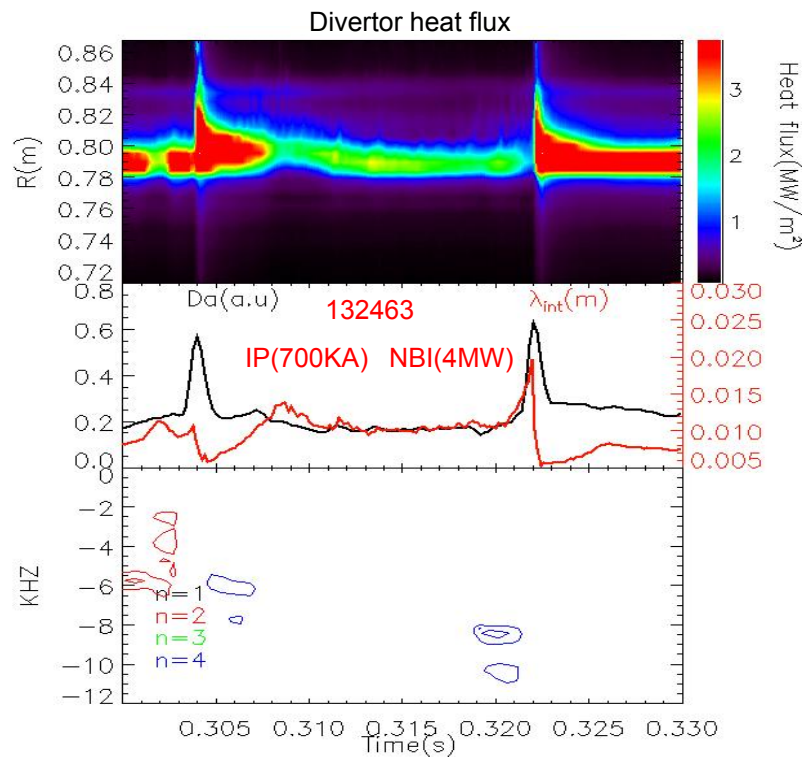 Divertor heat flux
0.86
0.84
0.82
0.80
0.78
0.76
0.74
0.72
R(m)
3
2
1
Heat flux(MW/m²)
0.8
0.6
0.4
0.2
0.0
Da(a.u)
132463
λint(m)
IP(700KA) NBI(4MW)
0.030
0.025
0.020
0.015
0.010
0.005
0
−2
−4
−6
−8
−10
−12
KHZ
n=1
n=2
n=3
n=4
0.305 0.310 0.315 0.320 0.325 0.330
Time(s)